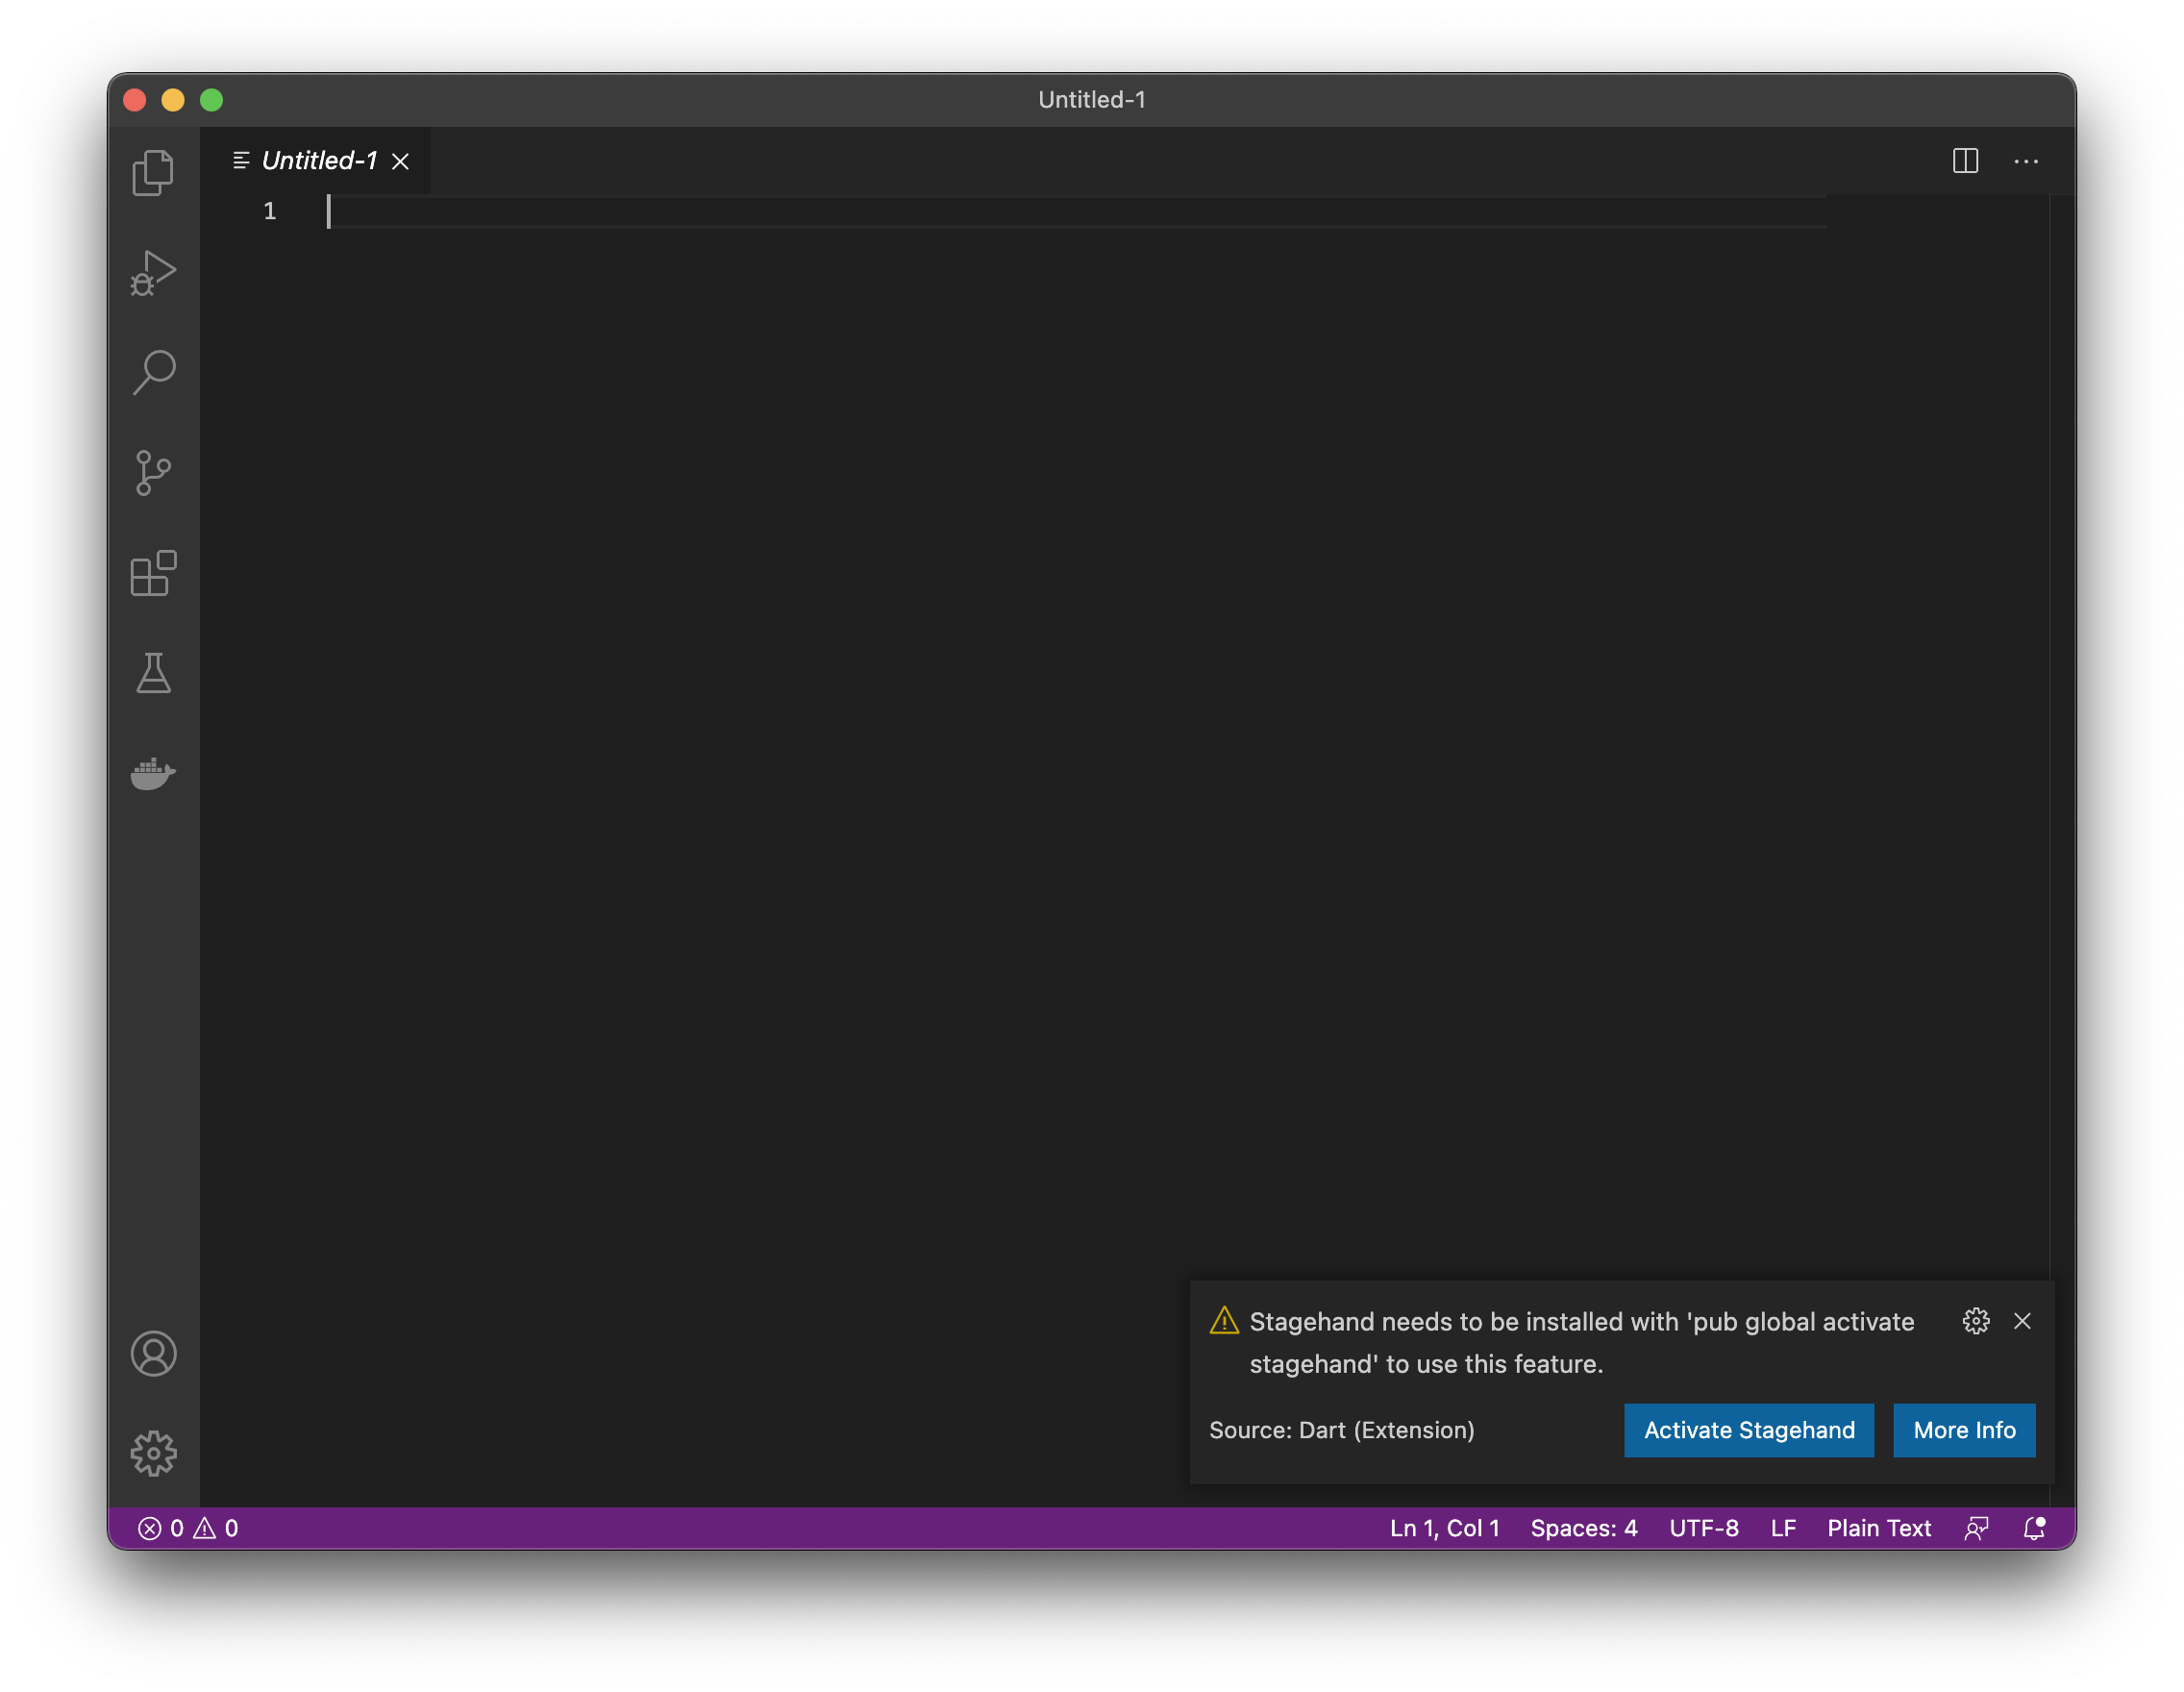 Untitled-1
Untitled-1
1
Stagehand needs to be installed with 'pub global activate
stagehand' to use this feature.
Source: Dart (Extension)
Activate Stagehand
More Info
0 0
Ln 1, Col 1
Spaces: 4
UTF-8
LF
Plain Text